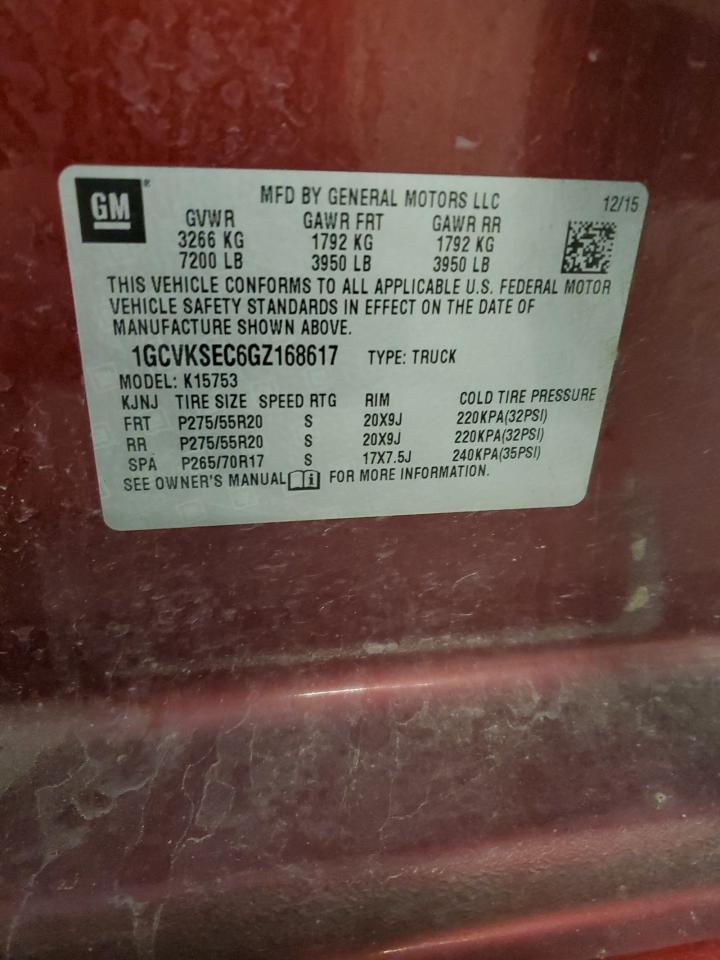 GM
MFD BY GENERAL MOTORS LLC 12/15
GVWR GAWR FRT GAWR RR
3266 KG 1792 KG 1792 KG
7200 LB 3950 LB 3950 LB
THIS VEHICLE CONFORMS TO ALL APPLICABLE U.S. FEDERAL MOTOR
VEHICLE SAFETY STANDARDS IN EFFECT ON THE DATE OF
MANUFACTURE SHOWN ABOVE.
1GCVKSEC6GZ168617 TYPE: TRUCK
MODEL: K15753
KJNJ TIRE SIZE SPEED RTG RIM COLD TIRE PRESSURE
FRT P275/55R20 S 20X9J 220KPA(32PSI)
RR P275/55R20 S 20X9J 220KPA(32PSI)
SPA P265/70R17 S 17X7.5J 240KPA(35PSI)
SEE OWNER'S MANUAL FOR MORE INFORMATION.